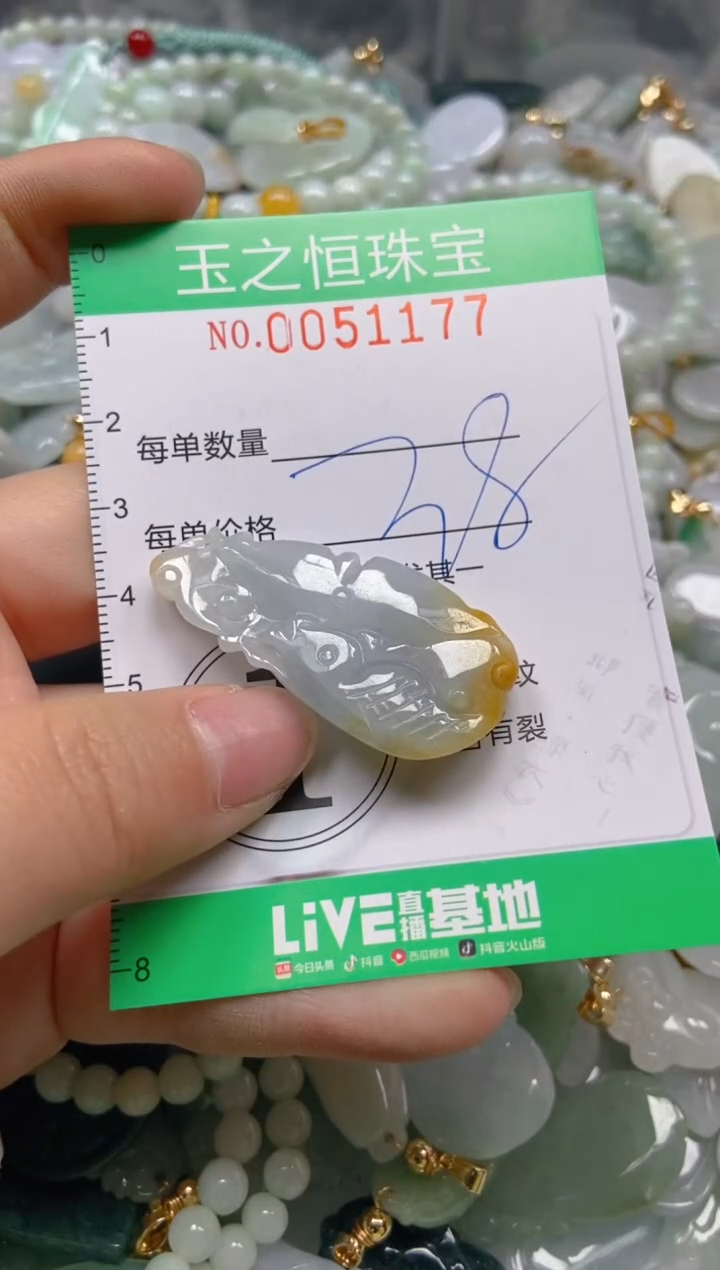 玉之恒珠宝
NO.0051177
每单数量
38
每单价格
其一
纹
有裂
LiVE直播基地
今日头条 抖音 西瓜视频 抖音火山版
0
1
2
3
4
5
8